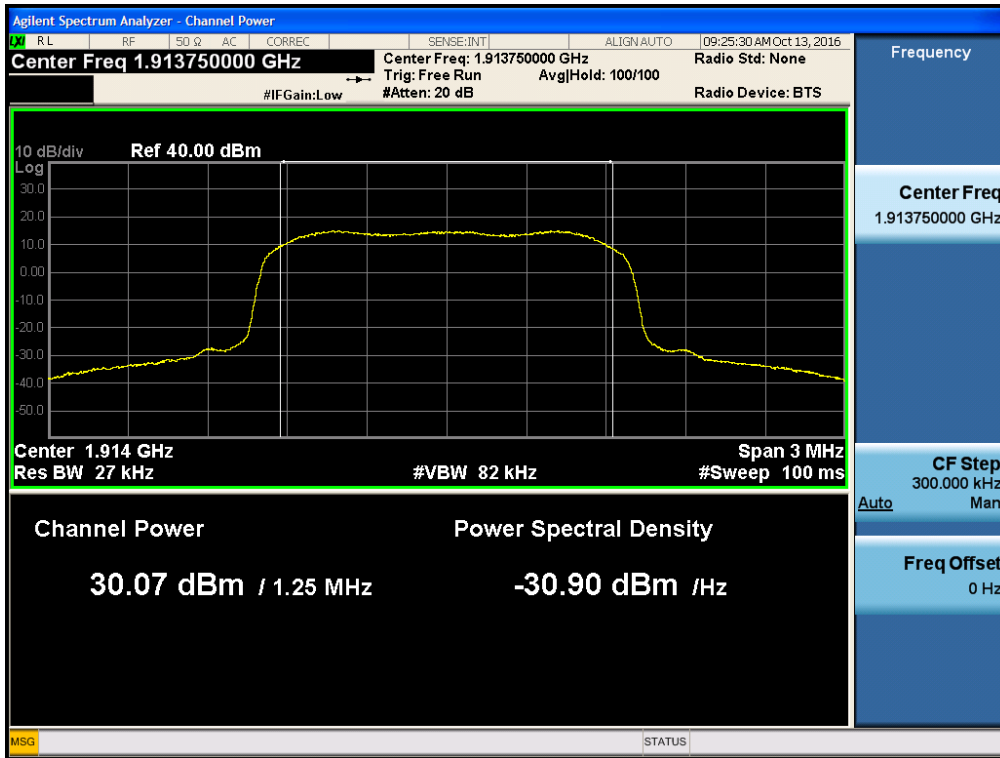 Agilent Spectrum Analyzer - Channel Power
LXI RL RF 50 Ω AC CORREC SENSE:INT ALIGN AUTO 09:25:30 AM Oct 13, 2016
Center Freq 1.913750000 GHz
Center Freq: 1.913750000 GHz Radio Std: None
Trig: Free Run Avg|Hold: 100/100
#IFGain:Low #Atten: 20 dB Radio Device: BTS
10 dB/div Ref 40.00 dBm
Log
30.0
20.0
10.0
0.00
-10.0
-20.0
-30.0
-40.0
-50.0
Center 1.914 GHz Span 3 MHz
Res BW 27 kHz #VBW 82 kHz #Sweep 100 ms
Channel Power Power Spectral Density
30.07 dBm / 1.25 MHz -30.90 dBm /Hz
Frequency
Center Freq
1.913750000 GHz
CF Step
300.000 kHz
Auto Man
Freq Offset
0 Hz
MSG STATUS